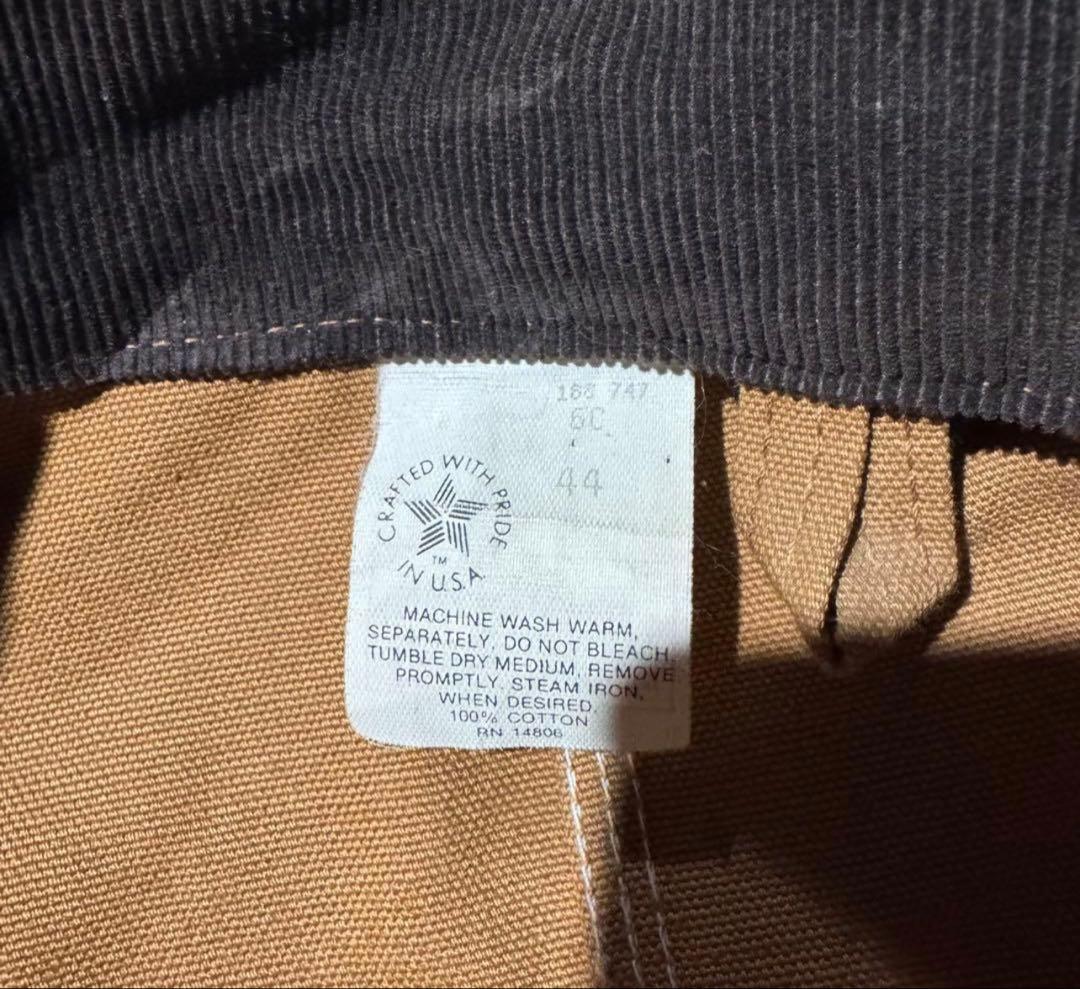 747
6C
44
CRAFTED WITH PRIDE
TM
IN U.S.A.
MACHINE WASH WARM,
SEPARATELY, DO NOT BLEACH,
TUMBLE DRY MEDIUM, REMOVE
PROMPTLY, STEAM IRON,
WHEN DESIRED.
100% COTTON
RN 14806